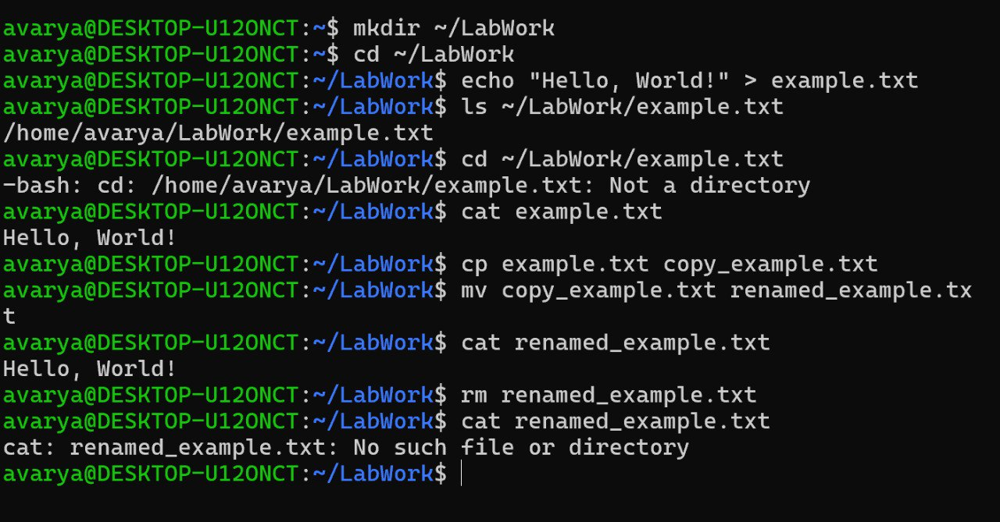 avarya@DESKTOP-U12ONCT:~$ mkdir ~/LabWork
avarya@DESKTOP-U12ONCT:~$ cd ~/LabWork
avarya@DESKTOP-U12ONCT:~/LabWork$ echo "Hello, World!" > example.txt
avarya@DESKTOP-U12ONCT:~/LabWork$ ls ~/LabWork/example.txt
/home/avarya/LabWork/example.txt
avarya@DESKTOP-U12ONCT:~/LabWork$ cd ~/LabWork/example.txt
-bash: cd: /home/avarya/LabWork/example.txt: Not a directory
avarya@DESKTOP-U12ONCT:~/LabWork$ cat example.txt
Hello, World!
avarya@DESKTOP-U12ONCT:~/LabWork$ cp example.txt copy_example.txt
avarya@DESKTOP-U12ONCT:~/LabWork$ mv copy_example.txt renamed_example.tx
t
avarya@DESKTOP-U12ONCT:~/LabWork$ cat renamed_example.txt
Hello, World!
avarya@DESKTOP-U12ONCT:~/LabWork$ rm renamed_example.txt
avarya@DESKTOP-U12ONCT:~/LabWork$ cat renamed_example.txt
cat: renamed_example.txt: No such file or directory
avarya@DESKTOP-U12ONCT:~/LabWork$